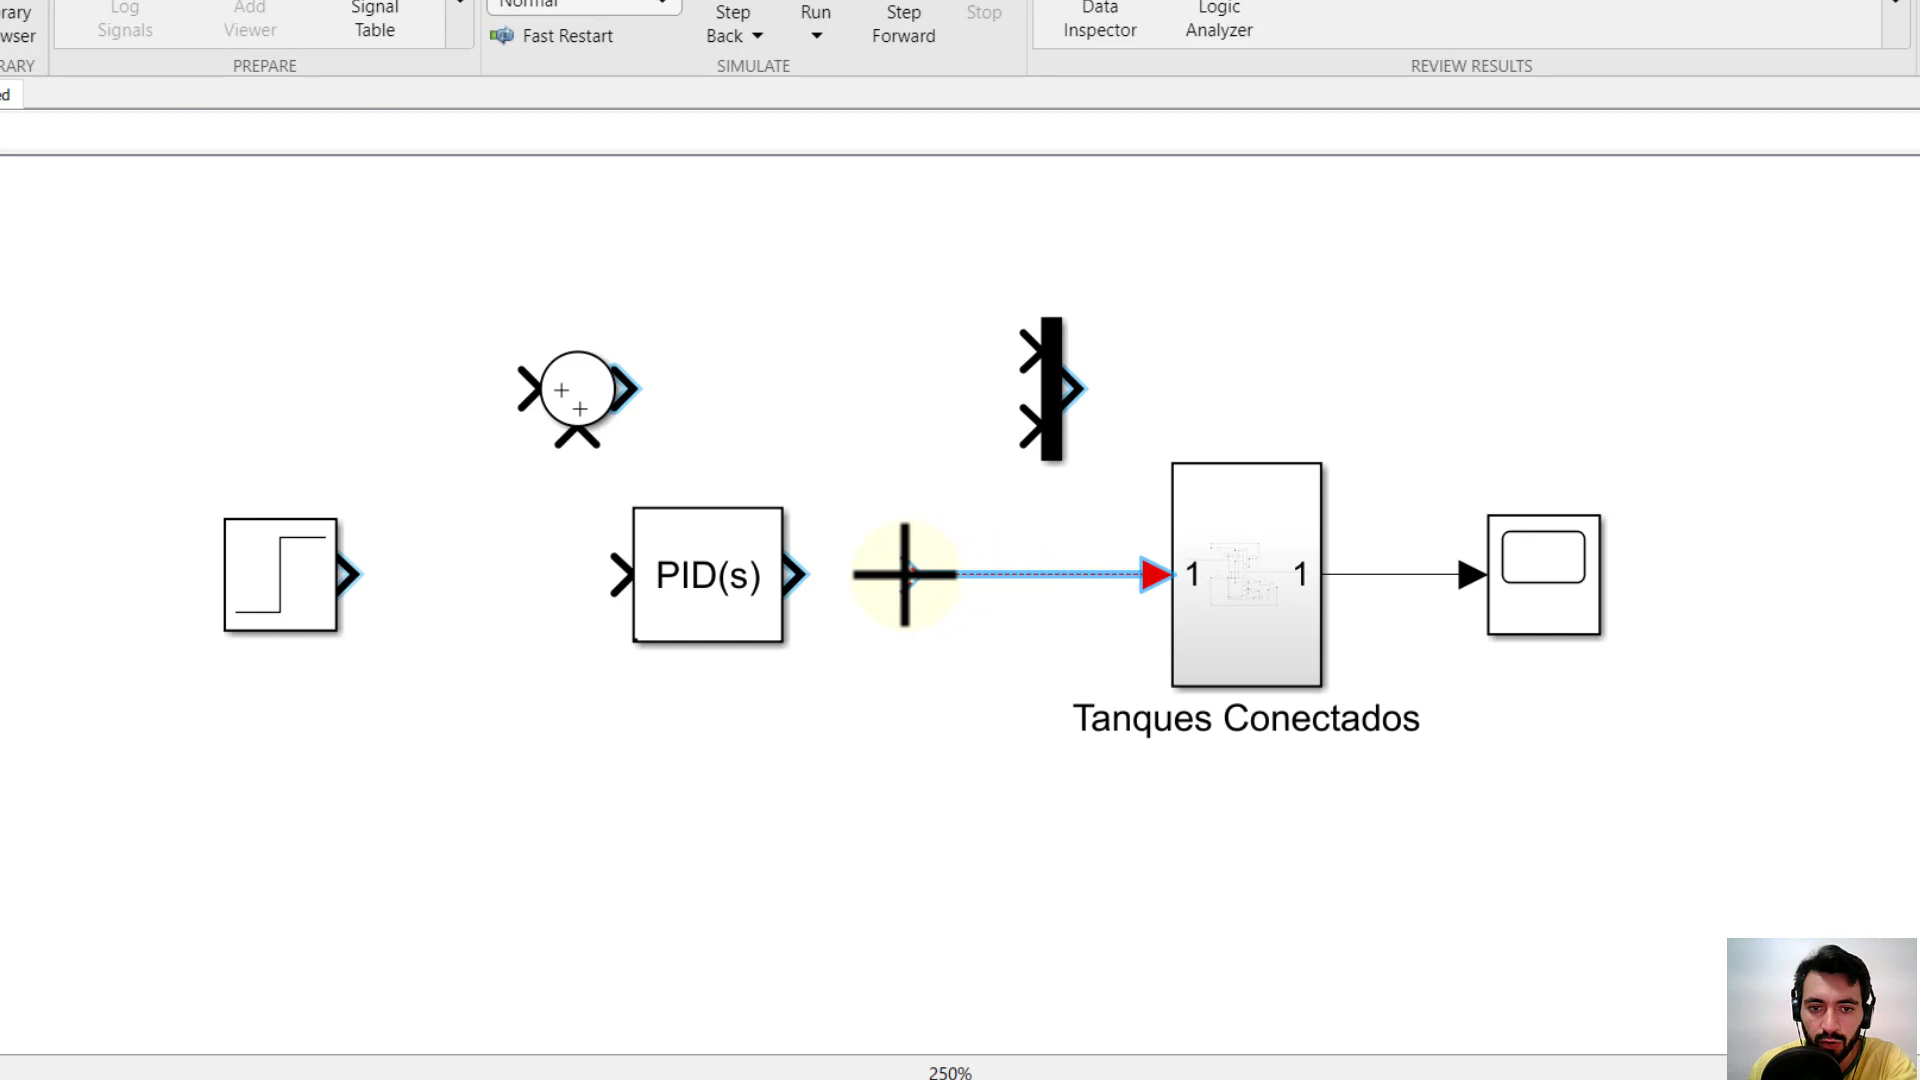 rary
wser
RARY
Log
Signals
Add
Viewer
Signal
Table
PREPARE
Normal
Fast Restart
Step
Back
Run
Step
Forward
Stop
SIMULATE
Data
Inspector
Logic
Analyzer
REVIEW RESULTS
ed
+
+
PID(s)
1
1
Tanques Conectados
250%